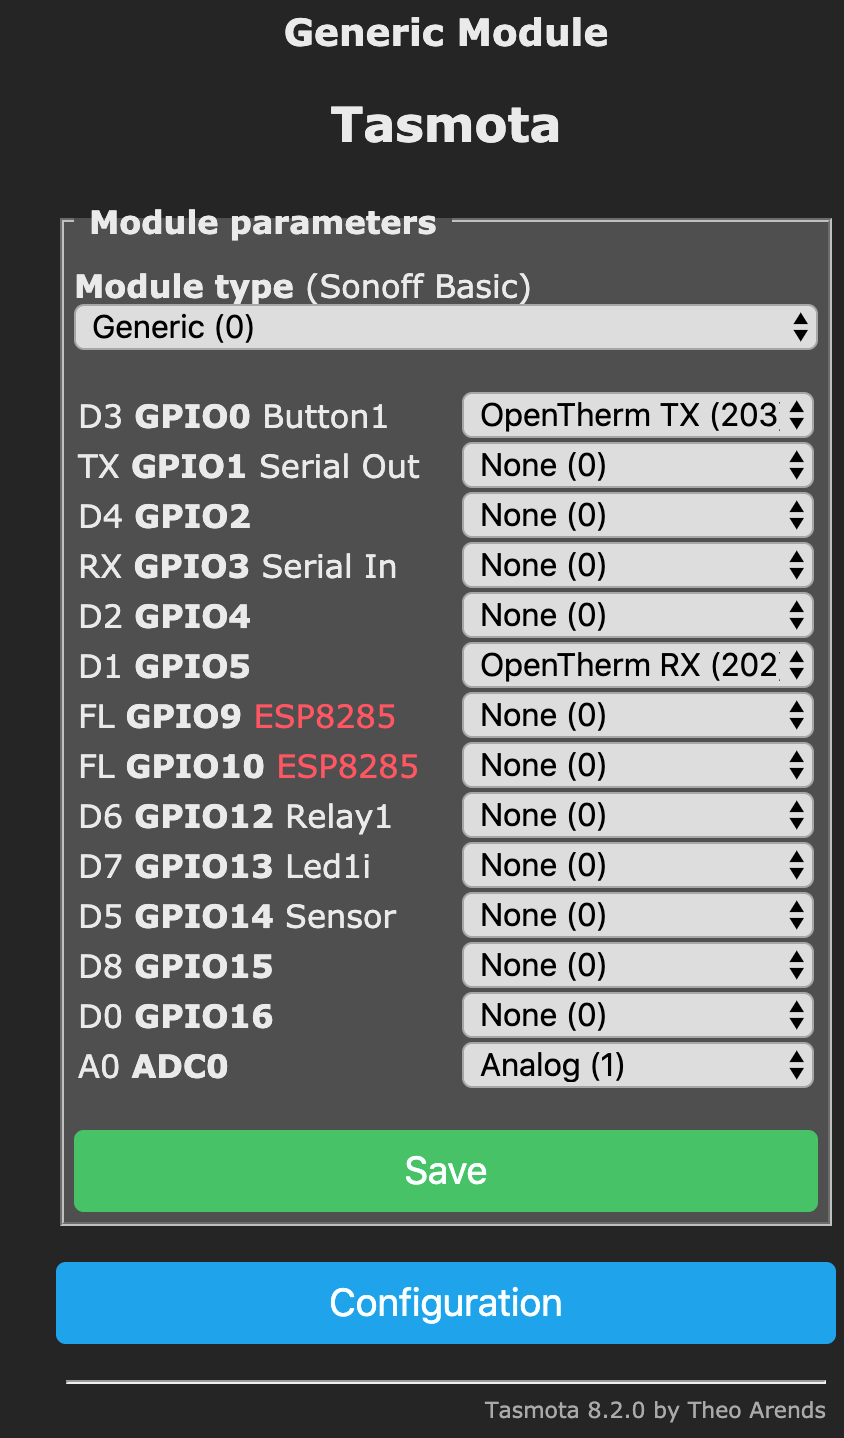 Generic Module
Tasmota
Module parameters
Module type (Sonoff Basic)
Generic (0)
D3 GPIO0 Button1 OpenTherm TX (203
TX GPIO1 Serial Out None (0)
D4 GPIO2 None (0)
RX GPIO3 Serial In None (0)
D2 GPIO4 None (0)
D1 GPIO5 OpenTherm RX (202
FL GPIO9 ESP8285 None (0)
FL GPIO10 ESP8285 None (0)
D6 GPIO12 Relay1 None (0)
D7 GPIO13 Led1i None (0)
D5 GPIO14 Sensor None (0)
D8 GPIO15 None (0)
D0 GPIO16 None (0)
A0 ADC0 Analog (1)
Save
Configuration
Tasmota 8.2.0 by Theo Arends